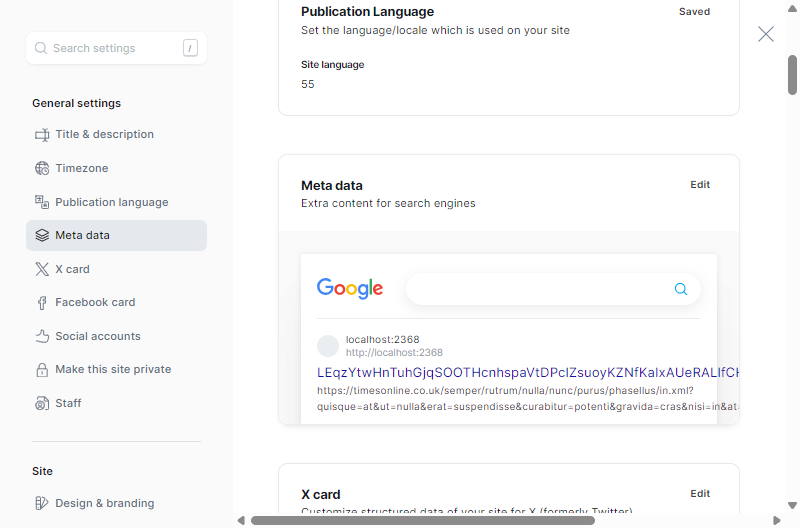 Search settings /
General settings
Title & description
Timezone
Publication language
Meta data
X card
Facebook card
Social accounts
Make this site private
Staff
Site
Design & branding
Publication Language
Saved
Set the language/locale which is used on your site
Site language
55
Meta data
Edit
Extra content for search engines
Google
localhost:2368
http://localhost:2368
https://timesonline.co.uk/semper/rutrum/nulla/nunc/purus/phasellus/in.xml?
quisque=at&ut=nulla&erat=suspendisse&curabitur=potenti&gravida=cras&nisi=in&at
X card
Edit
Customize structured data of your site for X (formerly Twitter)